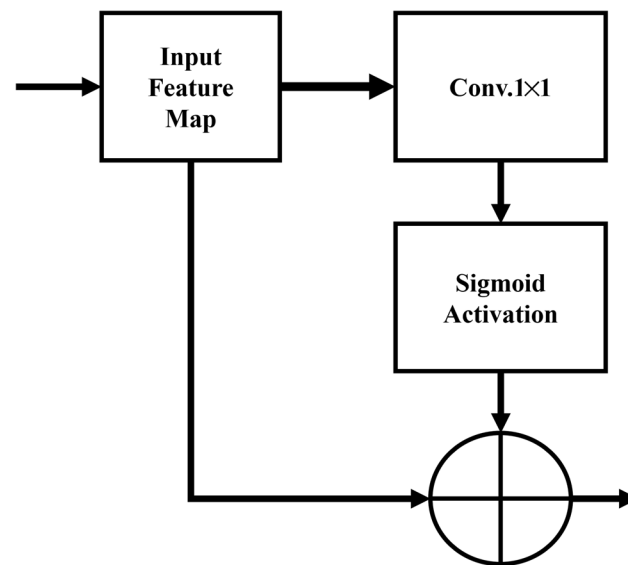 Input
Feature
Map
Conv.1×1
Sigmoid
Activation